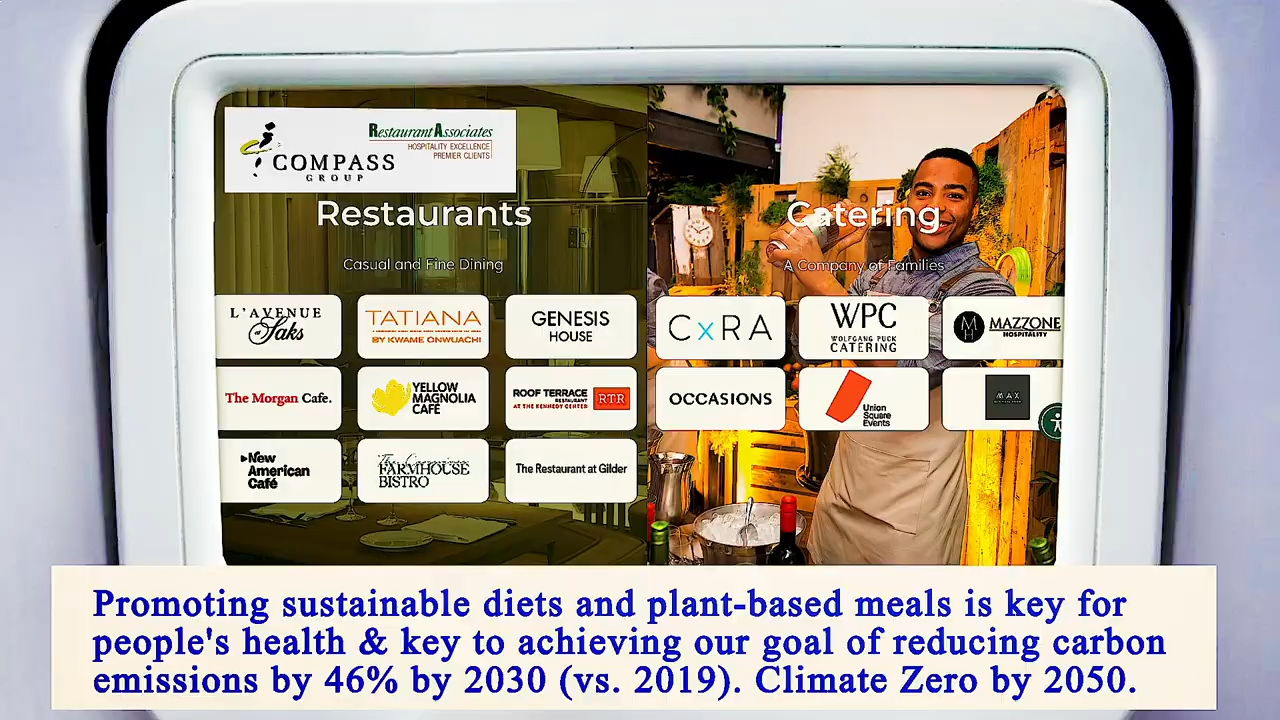 COMPASS
GROUP
Restaurant Associates
HOSPITALITY EXCELLENCE
PREMIER CLIENTS
Restaurants
Casual and Fine Dining
L'AVENUE
Saks
TATIANA
BY KWAME ONWUACHI
GENESIS
HOUSE
The Morgan Cafe.
YELLOW
MAGNOLIA
CAFÉ
ROOF TERRACE
RESTAURANT
AT THE KENNEDY CENTER
RTR
New
American
Café
FARMHOUSE
BISTRO
The Restaurant at Gilder
Catering
A Company of Families
CxRA
WPC
WOLFGANG PUCK
CATERING
M
H
MAZZONE
HOSPITALITY
OCCASIONS
Union
Square
Events
MAX
Promoting sustainable diets and plant-based meals is key for
people's health & key to achieving our goal of reducing carbon
emissions by 46% by 2030 (vs. 2019). Climate Zero by 2050.